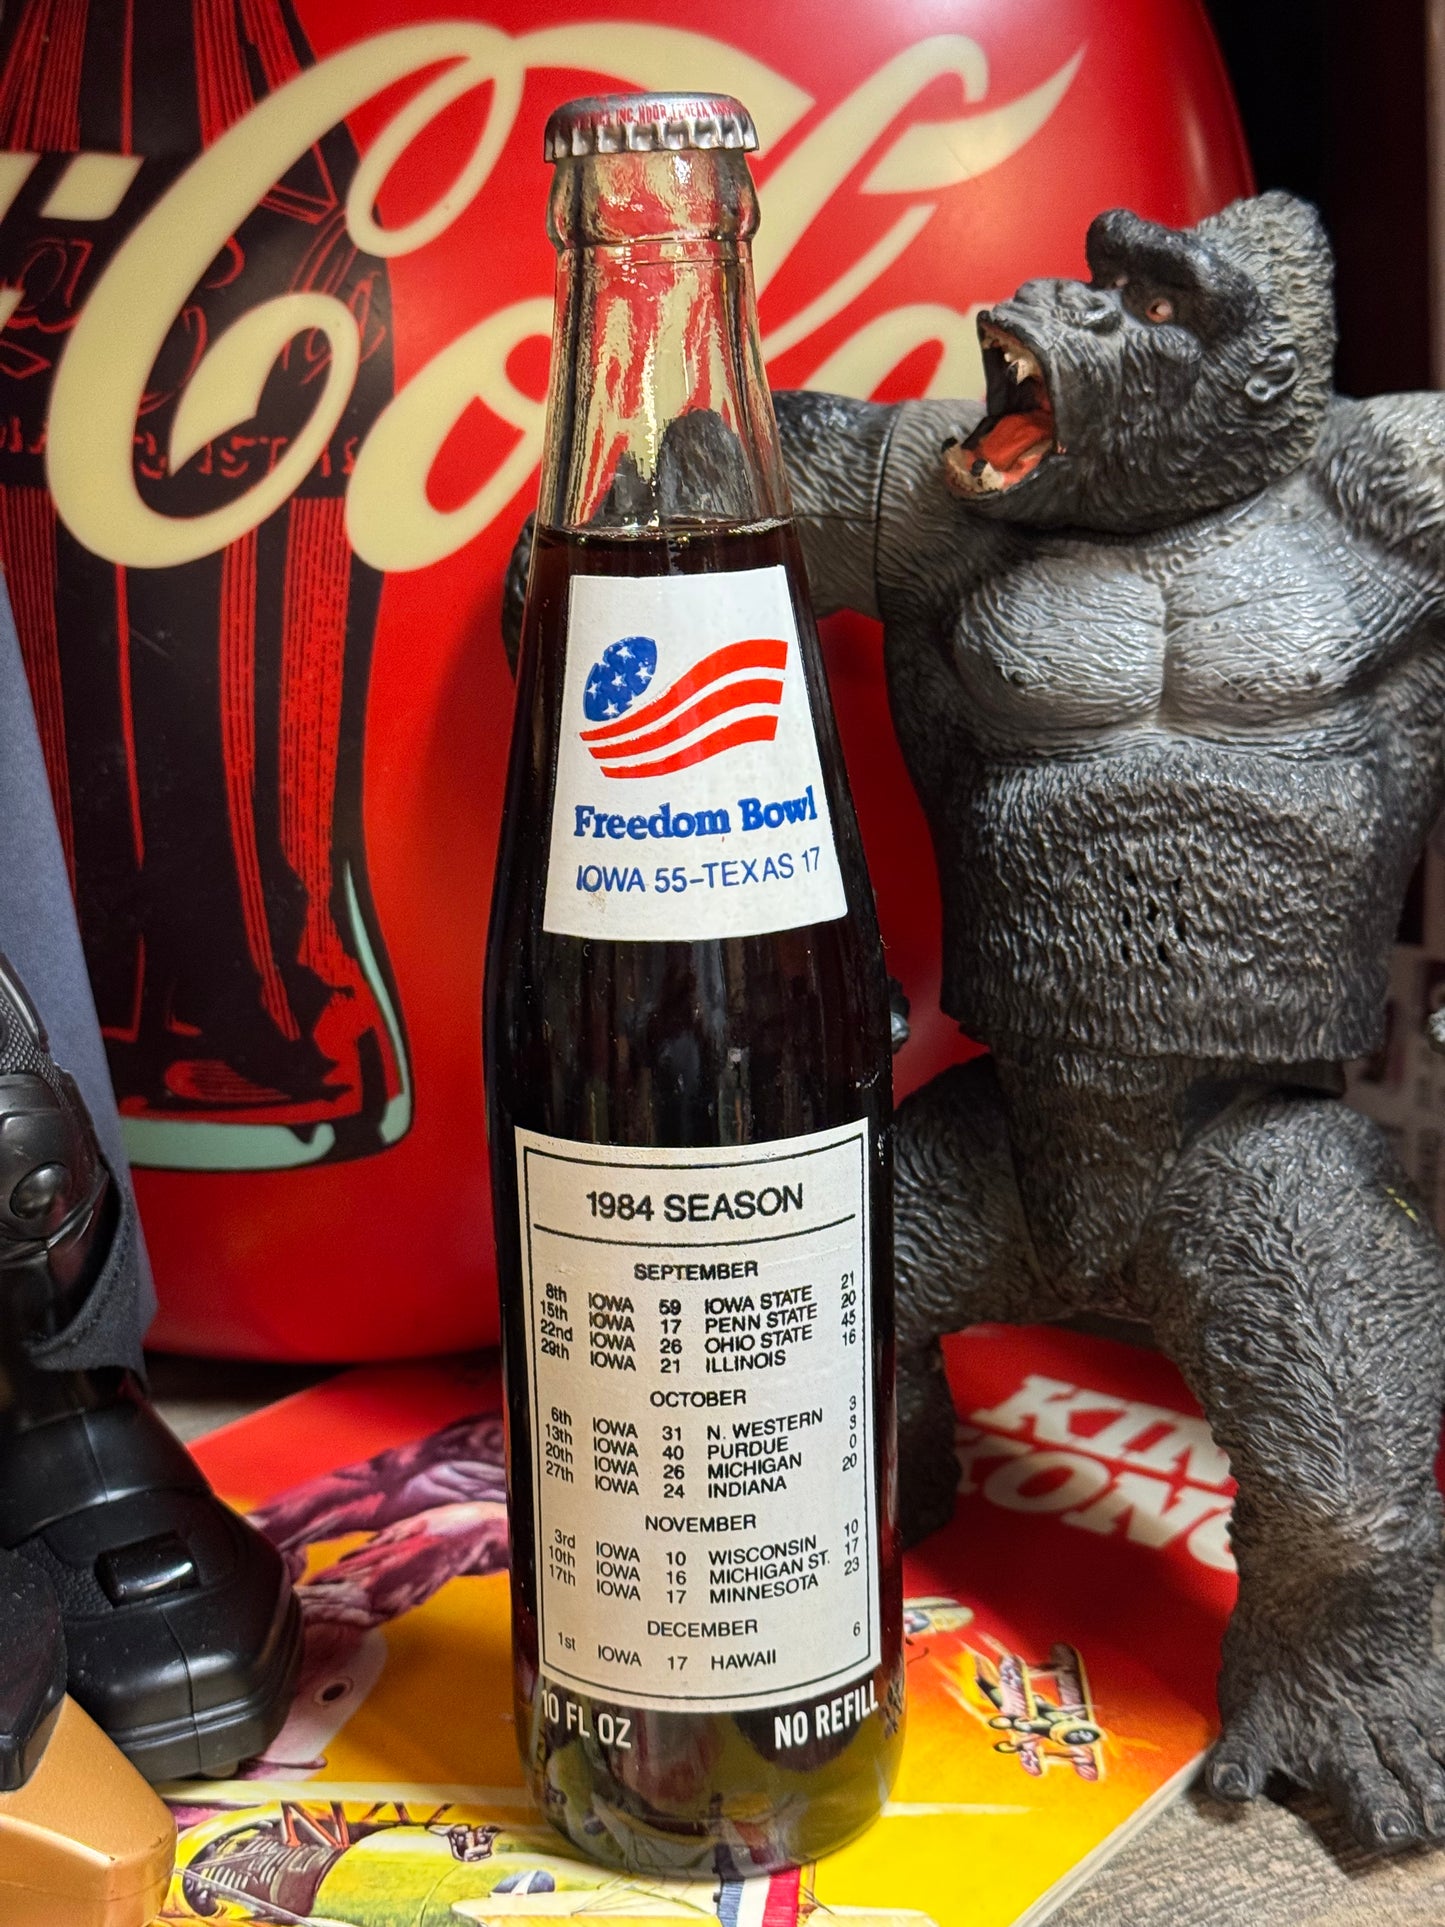 Coca
Freedom Bowl
IOWA 55-TEXAS 17
1984 SEASON
SEPTEMBER
8th IOWA 59 IOWA STATE 21
15th IOWA 17 PENN STATE 20
22nd IOWA 26 OHIO STATE 45
29th IOWA 21 ILLINOIS 16
OCTOBER
6th IOWA 31 N. WESTERN 3
13th IOWA 40 PURDUE 3
20th IOWA 26 MICHIGAN 0
27th IOWA 24 INDIANA 20
NOVEMBER
3rd IOWA 10 WISCONSIN 10
10th IOWA 16 MICHIGAN ST. 17
17th IOWA 17 MINNESOTA 23
DECEMBER
1st IOWA 17 HAWAII 6
10 FL OZ NO REFILL
KING
KONG